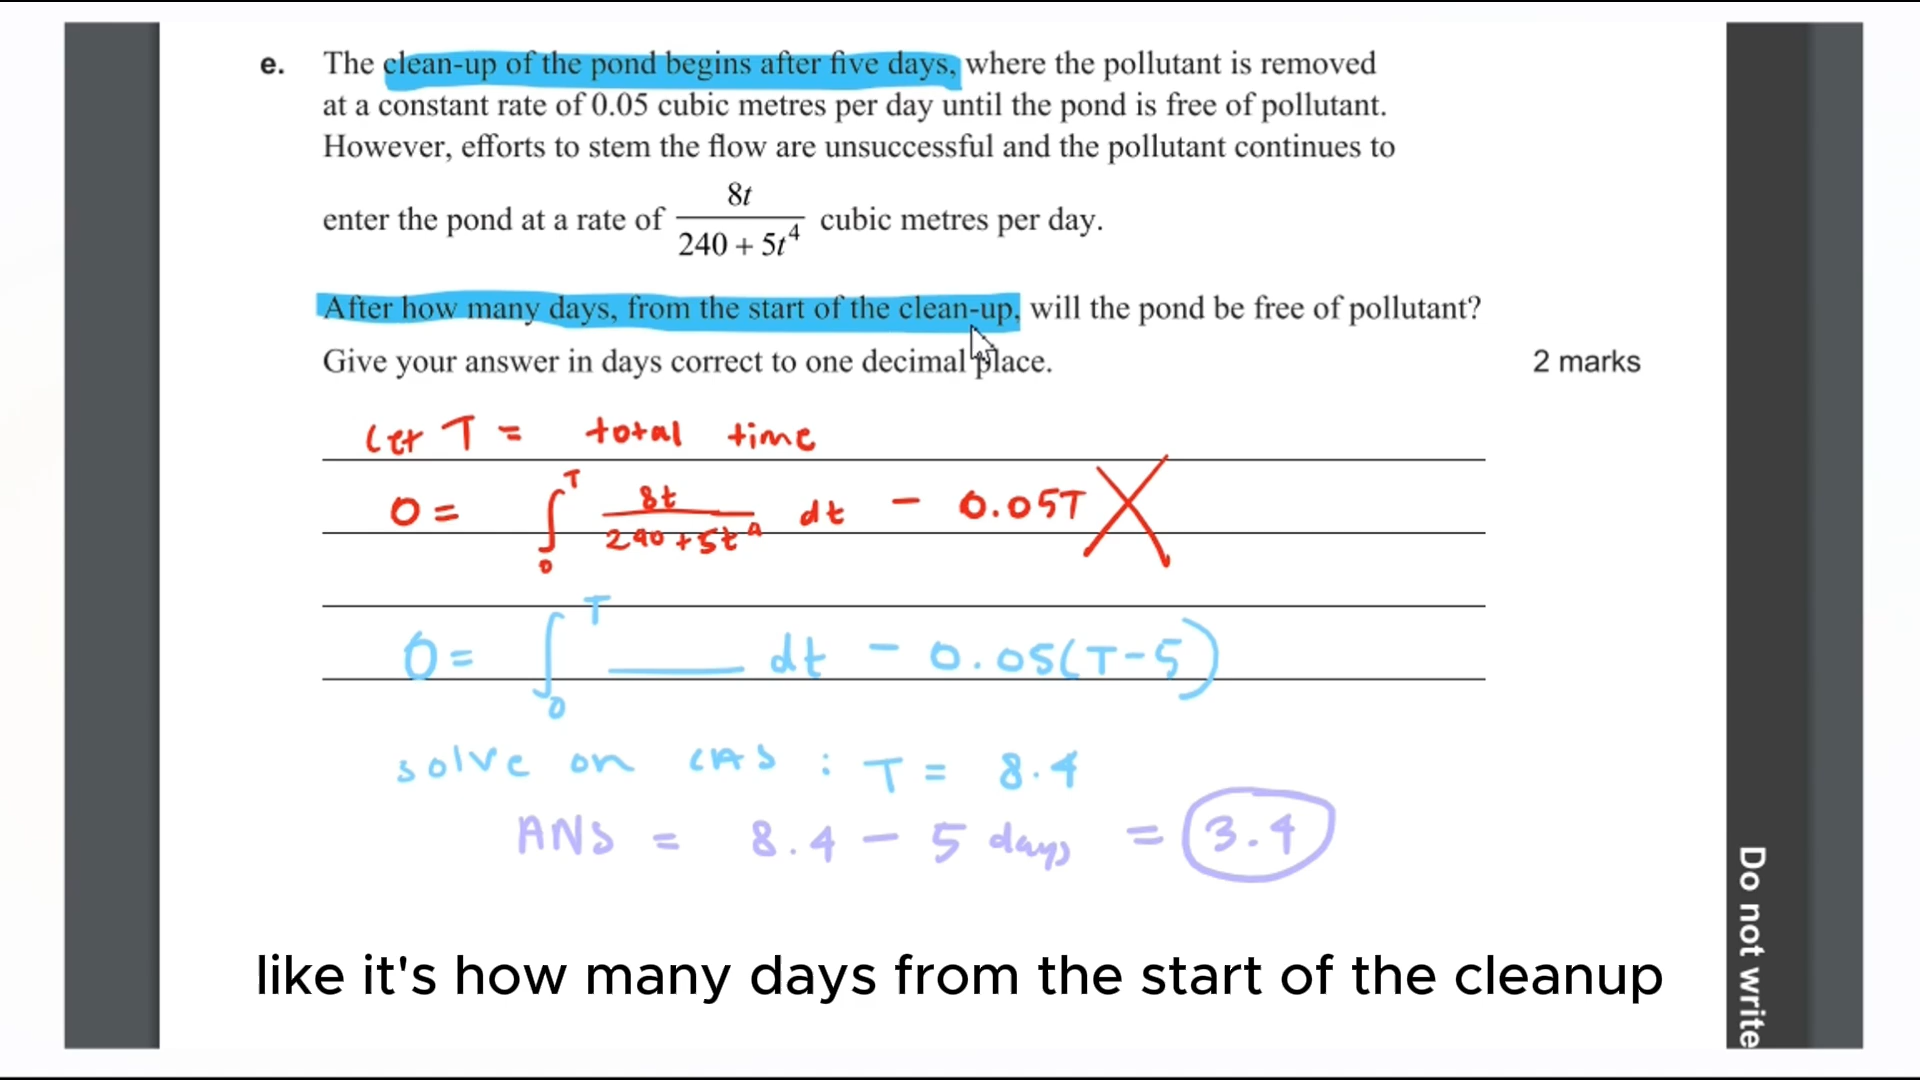 e. The clean-up of the pond begins after five days, where the pollutant is removed
at a constant rate of 0.05 cubic metres per day until the pond is free of pollutant.
However, efforts to stem the flow are unsuccessful and the pollutant continues to
enter the pond at a rate of 8t / 240 + 5t⁴ cubic metres per day.
After how many days, from the start of the clean-up, will the pond be free of pollutant?
Give your answer in days correct to one decimal place. 2 marks
Let T = total time
0 = ∫₀ᵀ 8t / 240 + 5t⁴ dt - 0.05T X
0 = ∫₀ᵀ ___ dt - 0.05(T-5)
solve on CAS : T = 8.4
ANS = 8.4 - 5 days = 3.4
like it's how many days from the start of the cleanup
Do not write